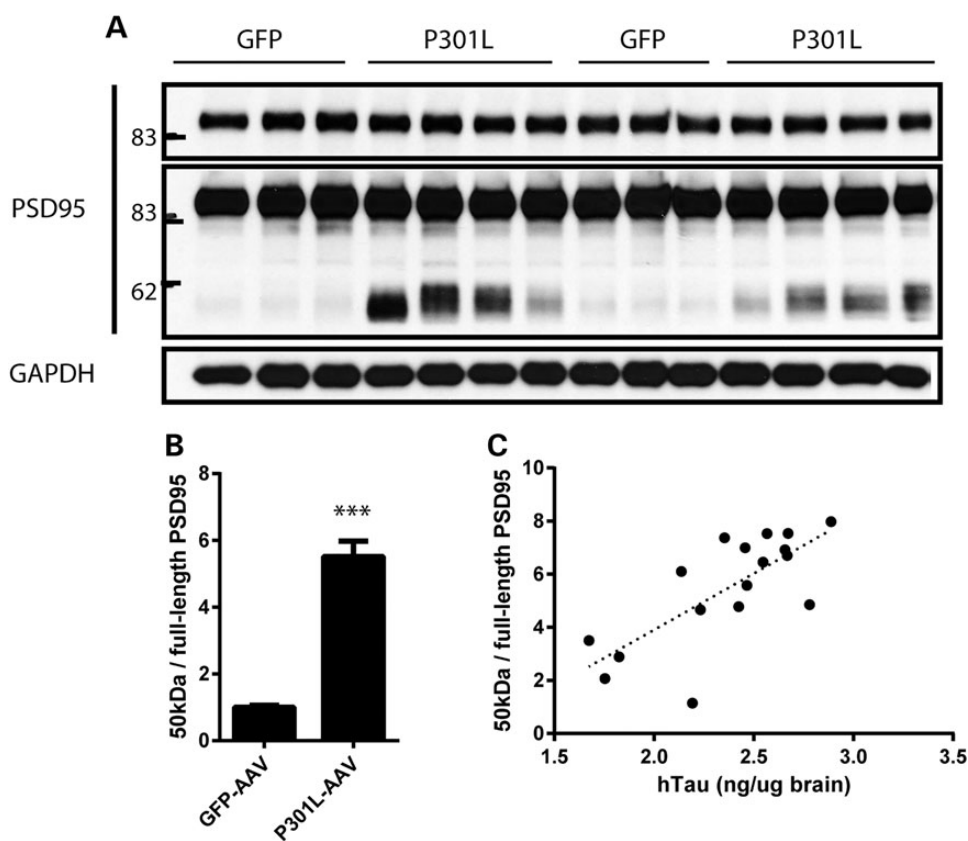 A
GFP P301L GFP P301L
83
PSD95
83
62
GAPDH
B
50kDa / full-length PSD95
8
6
4
2
0
***
GFP-AAV
P301L-AAV
C
50kDa / full-length PSD95
10
8
6
4
2
0
1.5 2.0 2.5 3.0 3.5
hTau (ng/ug brain)